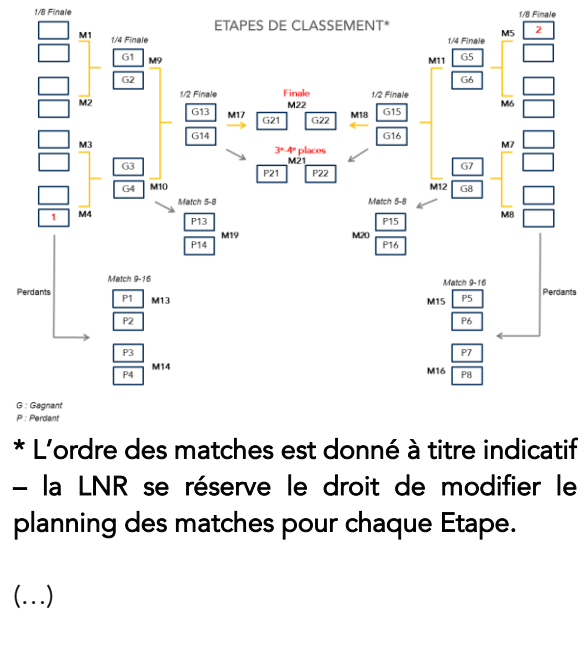 1/8 Finale
ETAPES DE CLASSEMENT*
1/8 Finale
M1
1/4 Finale
1/4 Finale
M5
2
G1
M9
M11
G5
G2
G6
M2
1/2 Finale
Finale
1/2 Finale
M6
M22
G13
M17
G21
G22
M18
G15
G14
G16
M3
3e-4e places
M7
M21
G3
P21
P22
G7
G4
M10
M12
G8
1
M4
Match 5-8
Match 5-8
M8
P13
P15
M19
M20
P14
P16
Perdants
Match 9-16
Match 9-16
Perdants
P1
M13
M15
P5
P2
P6
P3
P7
M14
M16
P4
P8
G : Gagnant
P : Perdant
* L'ordre des matches est donné à titre indicatif
– la LNR se réserve le droit de modifier le
planning des matches pour chaque Etape.
(…)